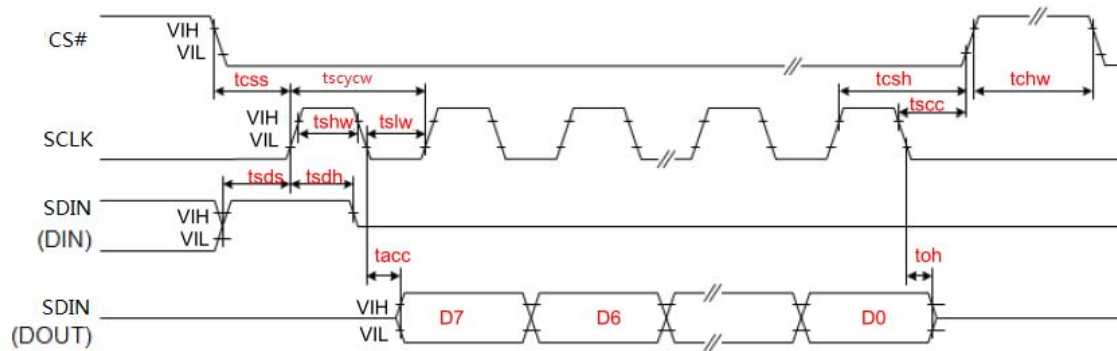 'CS#
VIH
VIL
tcss
tscycw
tcsh
tchw
tscc
SCLK
VIH
VIL
tshw
tslw
tsds
tsdh
SDIN
(DIN)
VIH
VIL
tacc
toh
SDIN
(DOUT)
VIH
VIL
D7
D6
D0